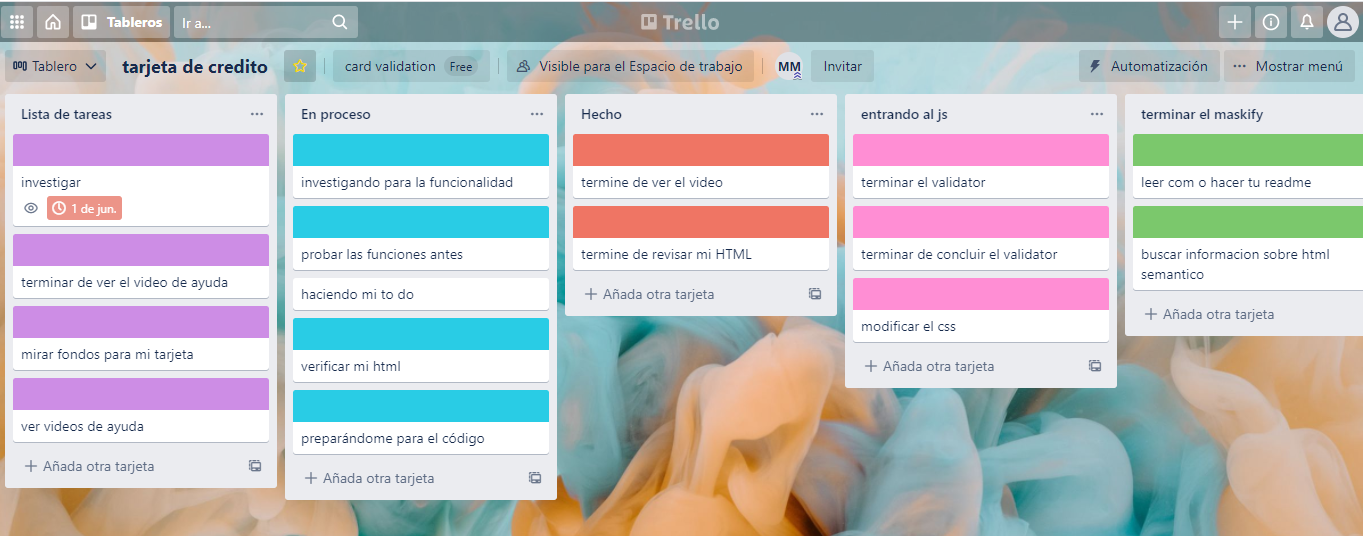 Tableros
Ir a...
Trello
Tablero
tarjeta de credito
card validation
Free
Visible para el Espacio de trabajo
MM
Invitar
Automatización
Mostrar menú
Lista de tareas
investigar
1 de jun.
terminar de ver el video de ayuda
mirar fondos para mi tarjeta
ver videos de ayuda
Añada otra tarjeta
En proceso
investigando para la funcionalidad
probar las funciones antes
haciendo mi to do
verificar mi html
preparándome para el código
Añada otra tarjeta
Hecho
termine de ver el video
termine de revisar mi HTML
Añada otra tarjeta
entrando al js
terminar el validator
terminar de concluir el validator
modificar el css
Añada otra tarjeta
terminar el maskify
leer com o hacer tu readme
buscar informacion sobre html
semantico
Añada otra tarjeta